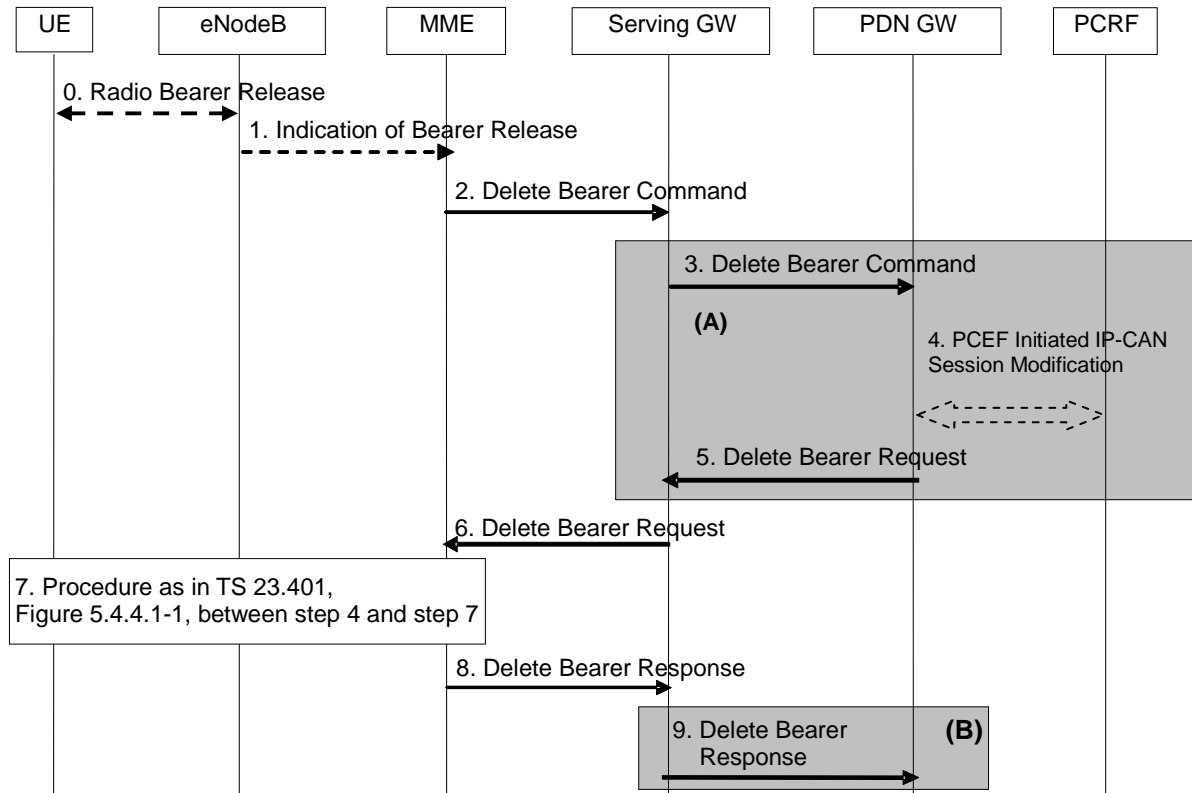 UE
eNodeB
MME
Serving GW
PDN GW
PCRF
0. Radio Bearer Release
1. Indication of Bearer Release
2. Delete Bearer Command
3. Delete Bearer Command
(A)
4. PCEF Initiated IP-CAN
Session Modification
5. Delete Bearer Request
6. Delete Bearer Request
7. Procedure as in TS 23.401,
Figure 5.4.4.1-1, between step 4 and step 7
8. Delete Bearer Response
9. Delete Bearer
Response
(B)